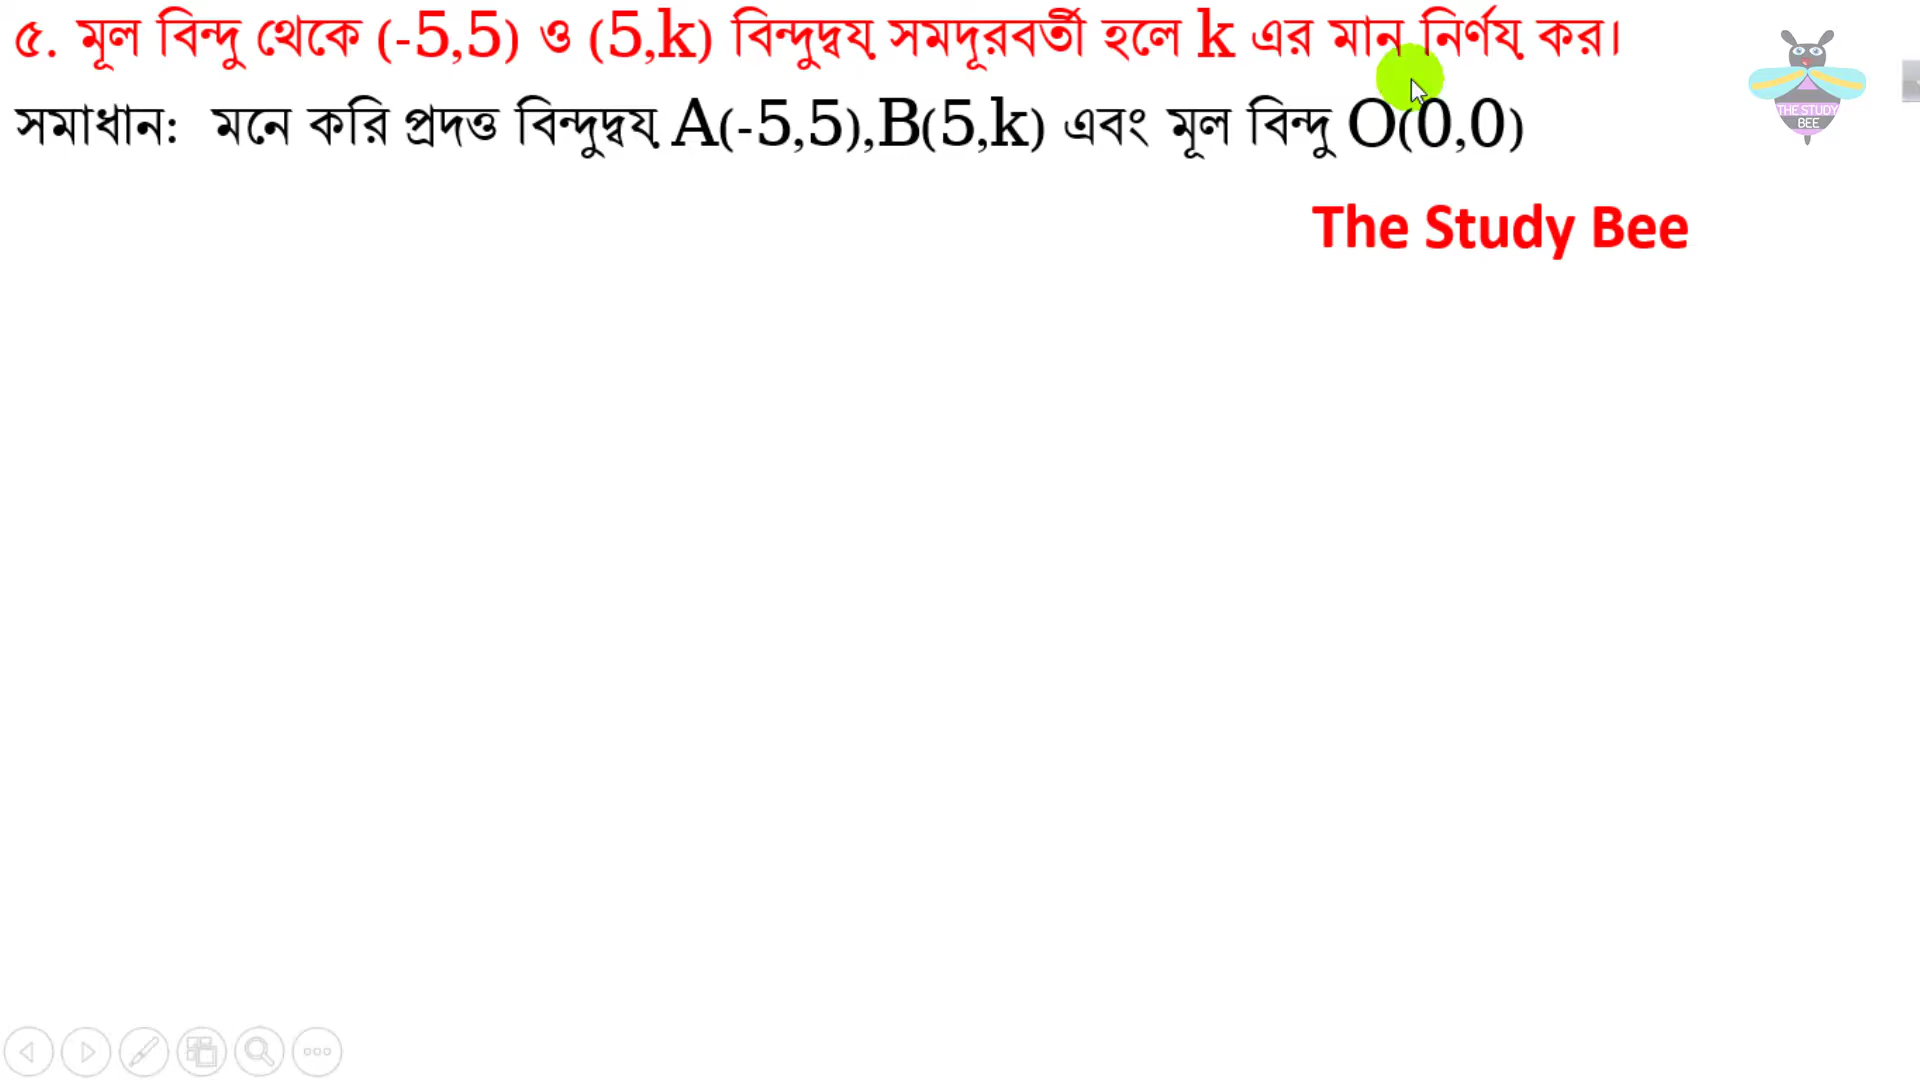 ৫. মূল বিন্দু থেকে (-5,5) ও (5,k) বিন্দুদ্বয় সমদূরবর্তী হলে k এর মান নির্ণয় কর।
সমাধান: মনে করি প্রদত্ত বিন্দুদ্বয় A(-5,5),B(5,k) এবং মূল বিন্দু O(0,0)
THE STUDY
BEE
The Study Bee